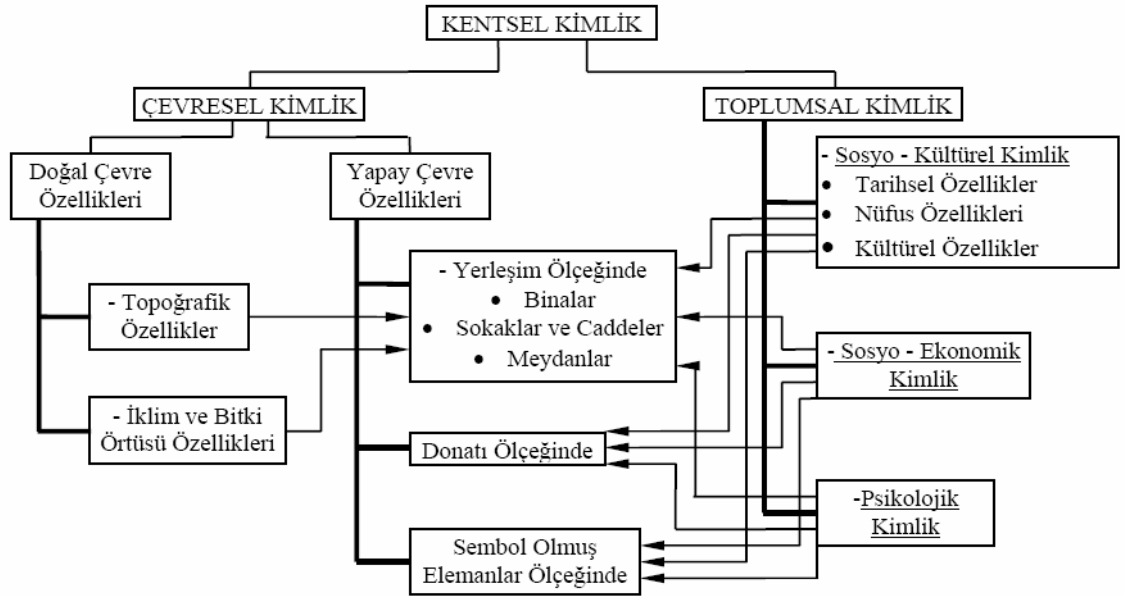 KENTSEL KİMLİK
ÇEVRESEL KİMLİK
TOPLUMSAL KİMLİK
Doğal Çevre
Özellikleri
Yapay Çevre
Özellikleri
- Sosyo - Kültürel Kimlik
• Tarihsel Özellikler
• Nüfus Özellikleri
• Kültürel Özellikler
- Topoğrafik
Özellikler
- Yerleşim Ölçeğinde
• Binalar
• Sokaklar ve Caddeler
• Meydanlar
- Sosyo - Ekonomik
Kimlik
- İklim ve Bitki
Örtüsü Özellikleri
Donatı Ölçeğinde
-Psikolojik
Kimlik
Sembol Olmuş
Elemanlar Ölçeğinde